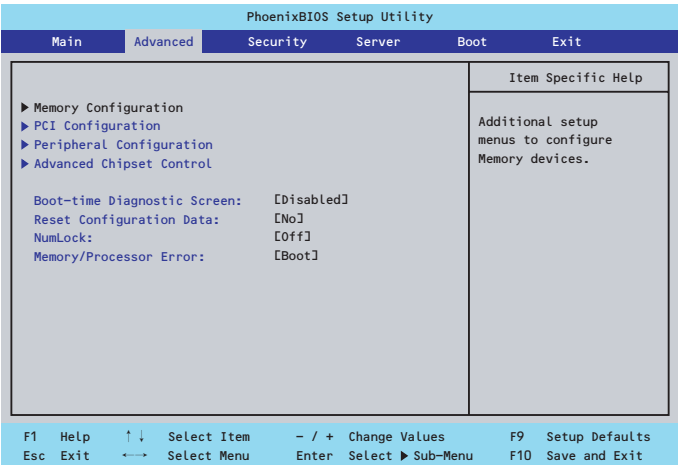 PhoenixBIOS Setup Utility
Main Advanced Security Server Boot Exit
Item Specific Help
▶ Memory Configuration
▶ PCI Configuration
▶ Peripheral Configuration
▶ Advanced Chipset Control
Boot-time Diagnostic Screen: [Disabled]
Reset Configuration Data: [No]
NumLock: [Off]
Memory/Processor Error: [Boot]
Additional setup
menus to configure
Memory devices.
F1 Help ↑↓ Select Item - / + Change Values F9 Setup Defaults
Esc Exit ←→ Select Menu Enter Select ▶ Sub-Menu F10 Save and Exit